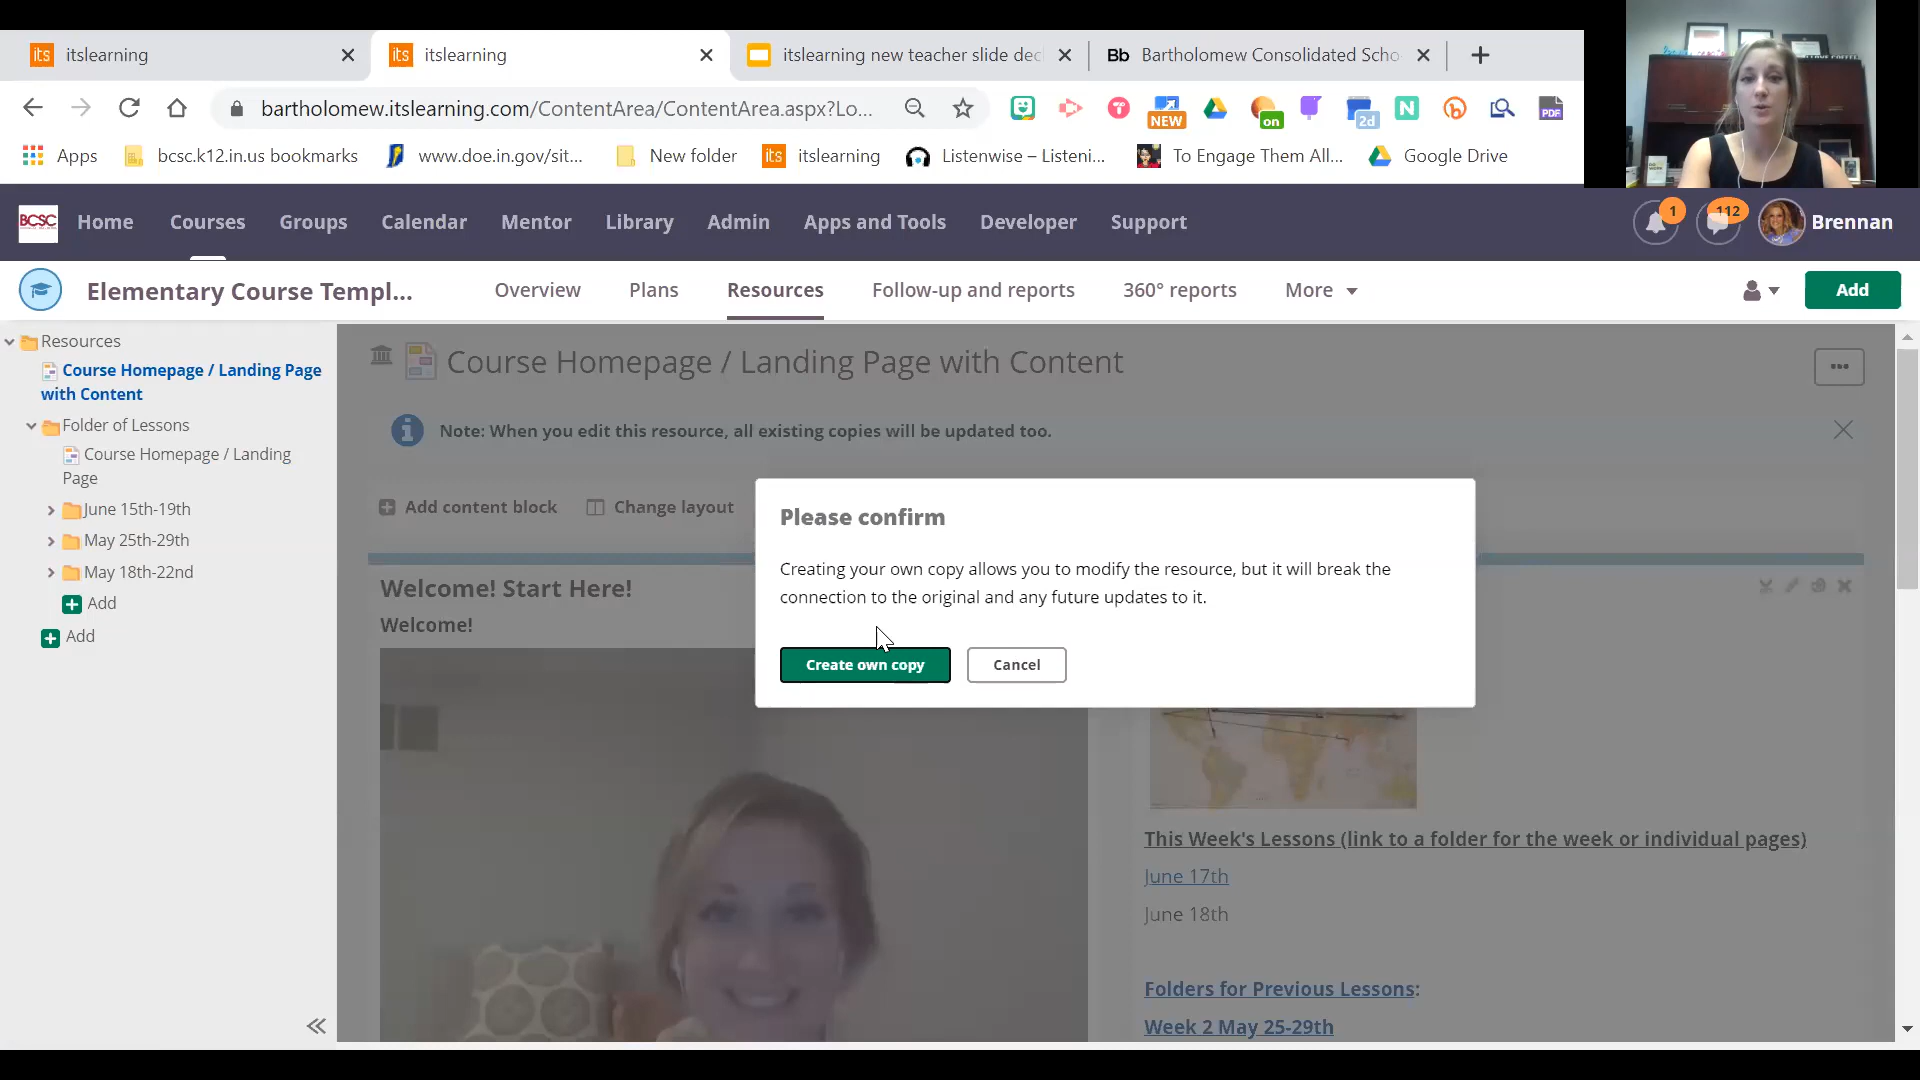 its itslearning
its itslearning
itslearning new teacher slide dec
Bb Bartholomew Consolidated Scho
bartholomew.itslearning.com/ContentArea/ContentArea.aspx?Lo...
NEW
on
2d
N
PDF
Apps
bcsc.k12.in.us bookmarks
www.doe.in.gov/sit...
New folder
its itslearning
Listenwise – Listeni...
To Engage Them All...
Google Drive
BCSC
Home
Courses
Groups
Calendar
Mentor
Library
Admin
Apps and Tools
Developer
Support
1
112
Brennan
Elementary Course Templ...
Overview
Plans
Resources
Follow-up and reports
360° reports
More
Add
Resources
Course Homepage / Landing Page
with Content
Folder of Lessons
Course Homepage / Landing
Page
June 15th-19th
May 25th-29th
May 18th-22nd
Add
Add
Course Homepage / Landing Page with Content
Note: When you edit this resource, all existing copies will be updated too.
Add content block
Change layout
Please confirm
Creating your own copy allows you to modify the resource, but it will break the
connection to the original and any future updates to it.
Create own copy
Cancel
Welcome! Start Here!
Welcome!
This Week's Lessons (link to a folder for the week or individual pages)
June 17th
June 18th
Folders for Previous Lessons:
Week 2 May 25-29th